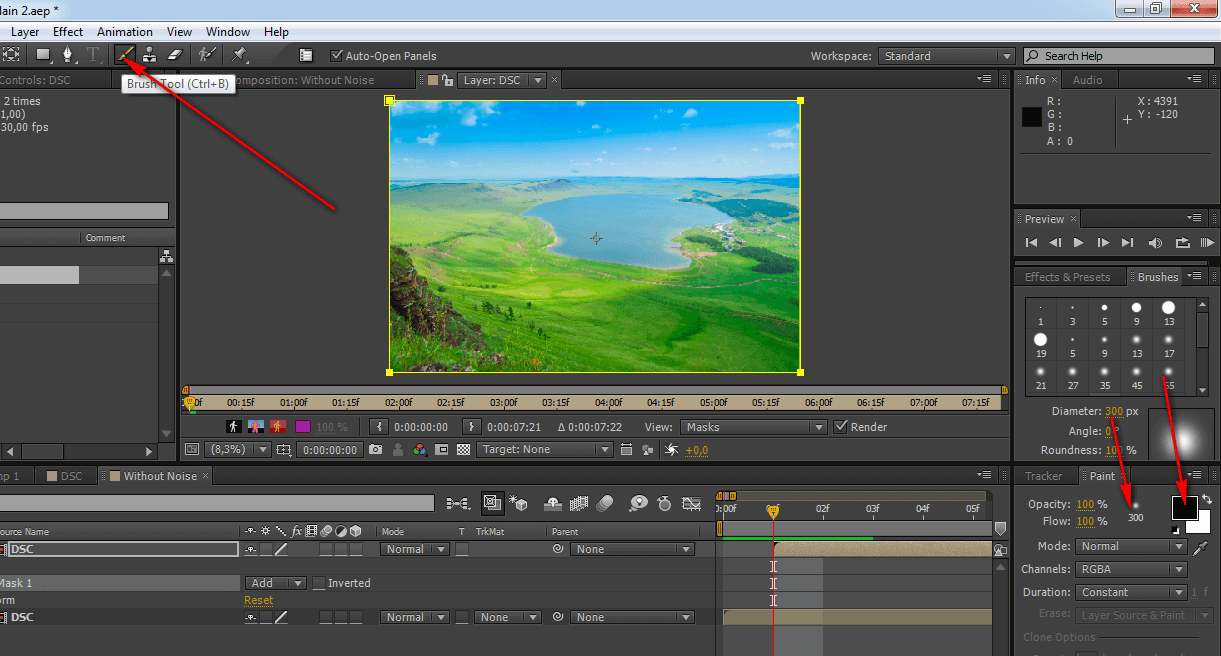 lain 2.aep *
Layer Effect Animation View Window Help
Auto-Open Panels
Workspace: Standard
Search Help
Controls: DSC
Brush Tool (Ctrl+B)
omposition: Without Noise
Layer: DSC
Info
Audio
2 times
1,00)
30,00 fps
R :
G :
B :
A : 0
X : 4391
Y : -120
Comment
Preview
Effects & Presets
Brushes
1 3 5 9 13
19 5 9 13 17
21 27 35 45 65
Diameter: 300 px
Angle: 0°
Roundness: 100 %
00f 00:15f 01:00f 01:15f 02:00f 02:15f 03:00f 03:15f 04:00f 04:15f 05:00f 05:15f 06:00f 06:15f 07:00f 07:15f
100 %
0:00:00:00
0:00:07:21
Δ 0:00:07:22
View: Masks
Render
(8,3%)
0:00:00:00
Target: None
+0,0
mp 1
DSC
Without Noise
Tracker
Paint
Opacity: 100 %
Flow: 100 %
300
Mode: Normal
Channels: RGBA
Duration: Constant 1 f
Erase: Layer Source & Paint
Clone Options
00f 02f 03f 04f 05f
ource Name
Mode
T TrkMat
Parent
DSC
Normal
None
Mask 1
Add
Inverted
orm
Reset
DSC
Normal
None
None